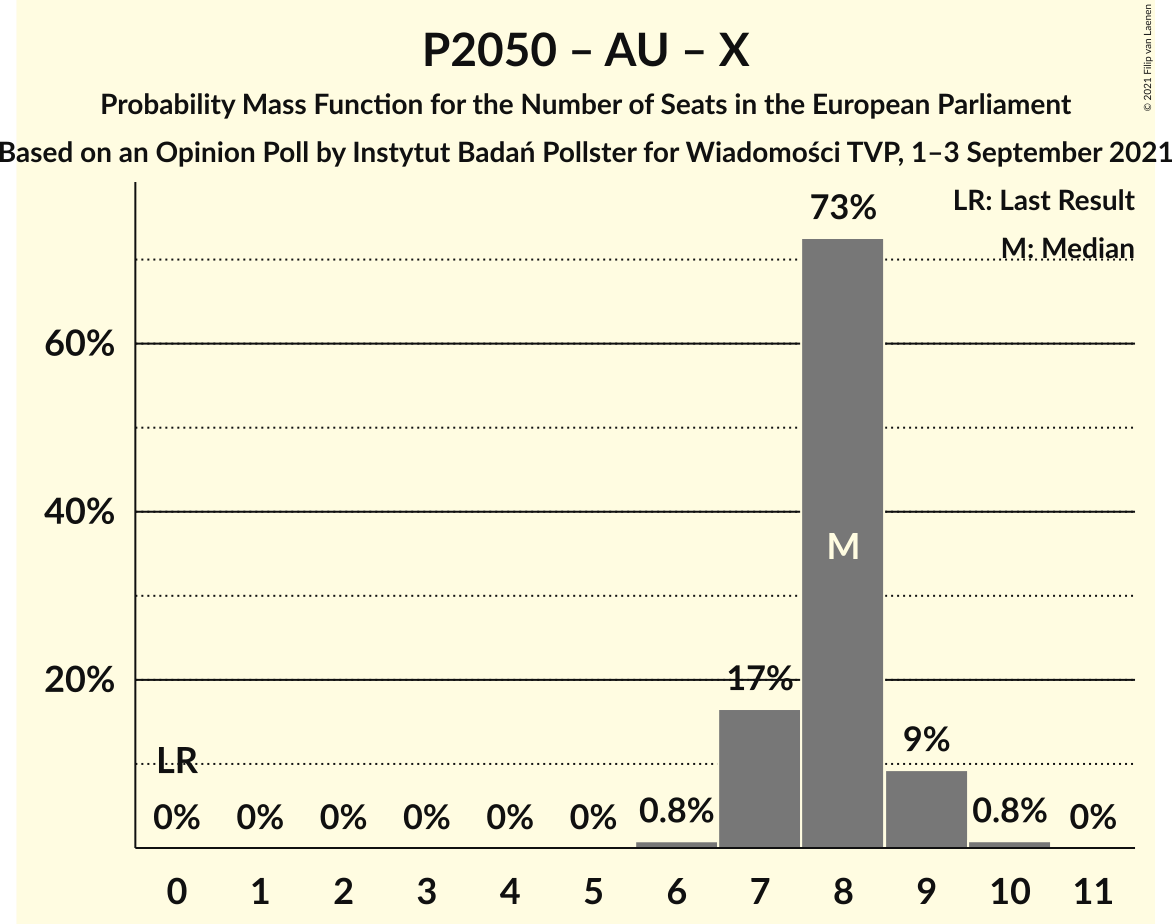 P2050 – AU – X
Probability Mass Function for the Number of Seats in the European Parliament
Based on an Opinion Poll by Instytut Badań Pollster for Wiadomości TVP, 1–3 September 2021
© 2021 Filip van Laenen
LR: Last Result
M: Median
73%
60%
40%
M
20%
17%
9%
LR
0% 0% 0% 0% 0% 0% 0.8% 0.8% 0%
0 1 2 3 4 5 6 7 8 9 10 11